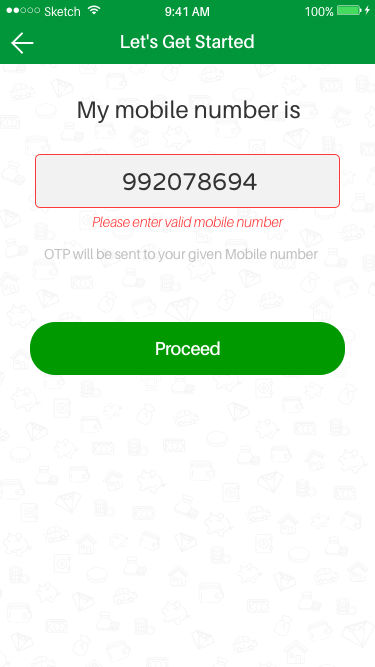 Sketch 9:41 AM 100%
Let's Get Started
My mobile number is
992078694
Please enter valid mobile number
OTP will be sent to your given Mobile number
Proceed